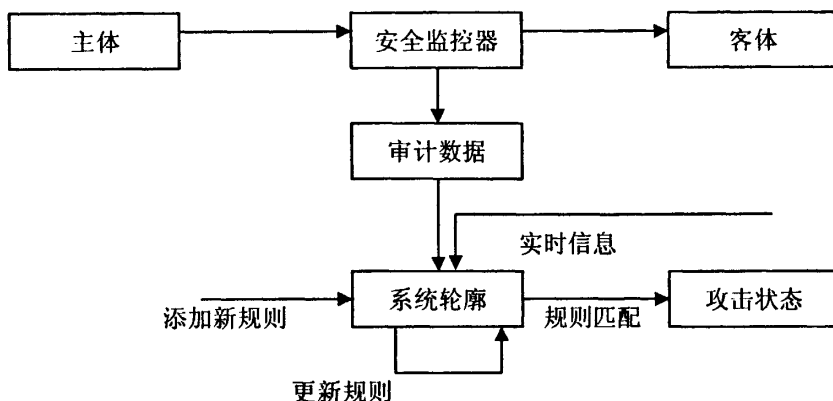 主体
安全监控器
客体
审计数据
实时信息
系统轮廓
攻击状态
添加新规则
规则匹配
更新规则